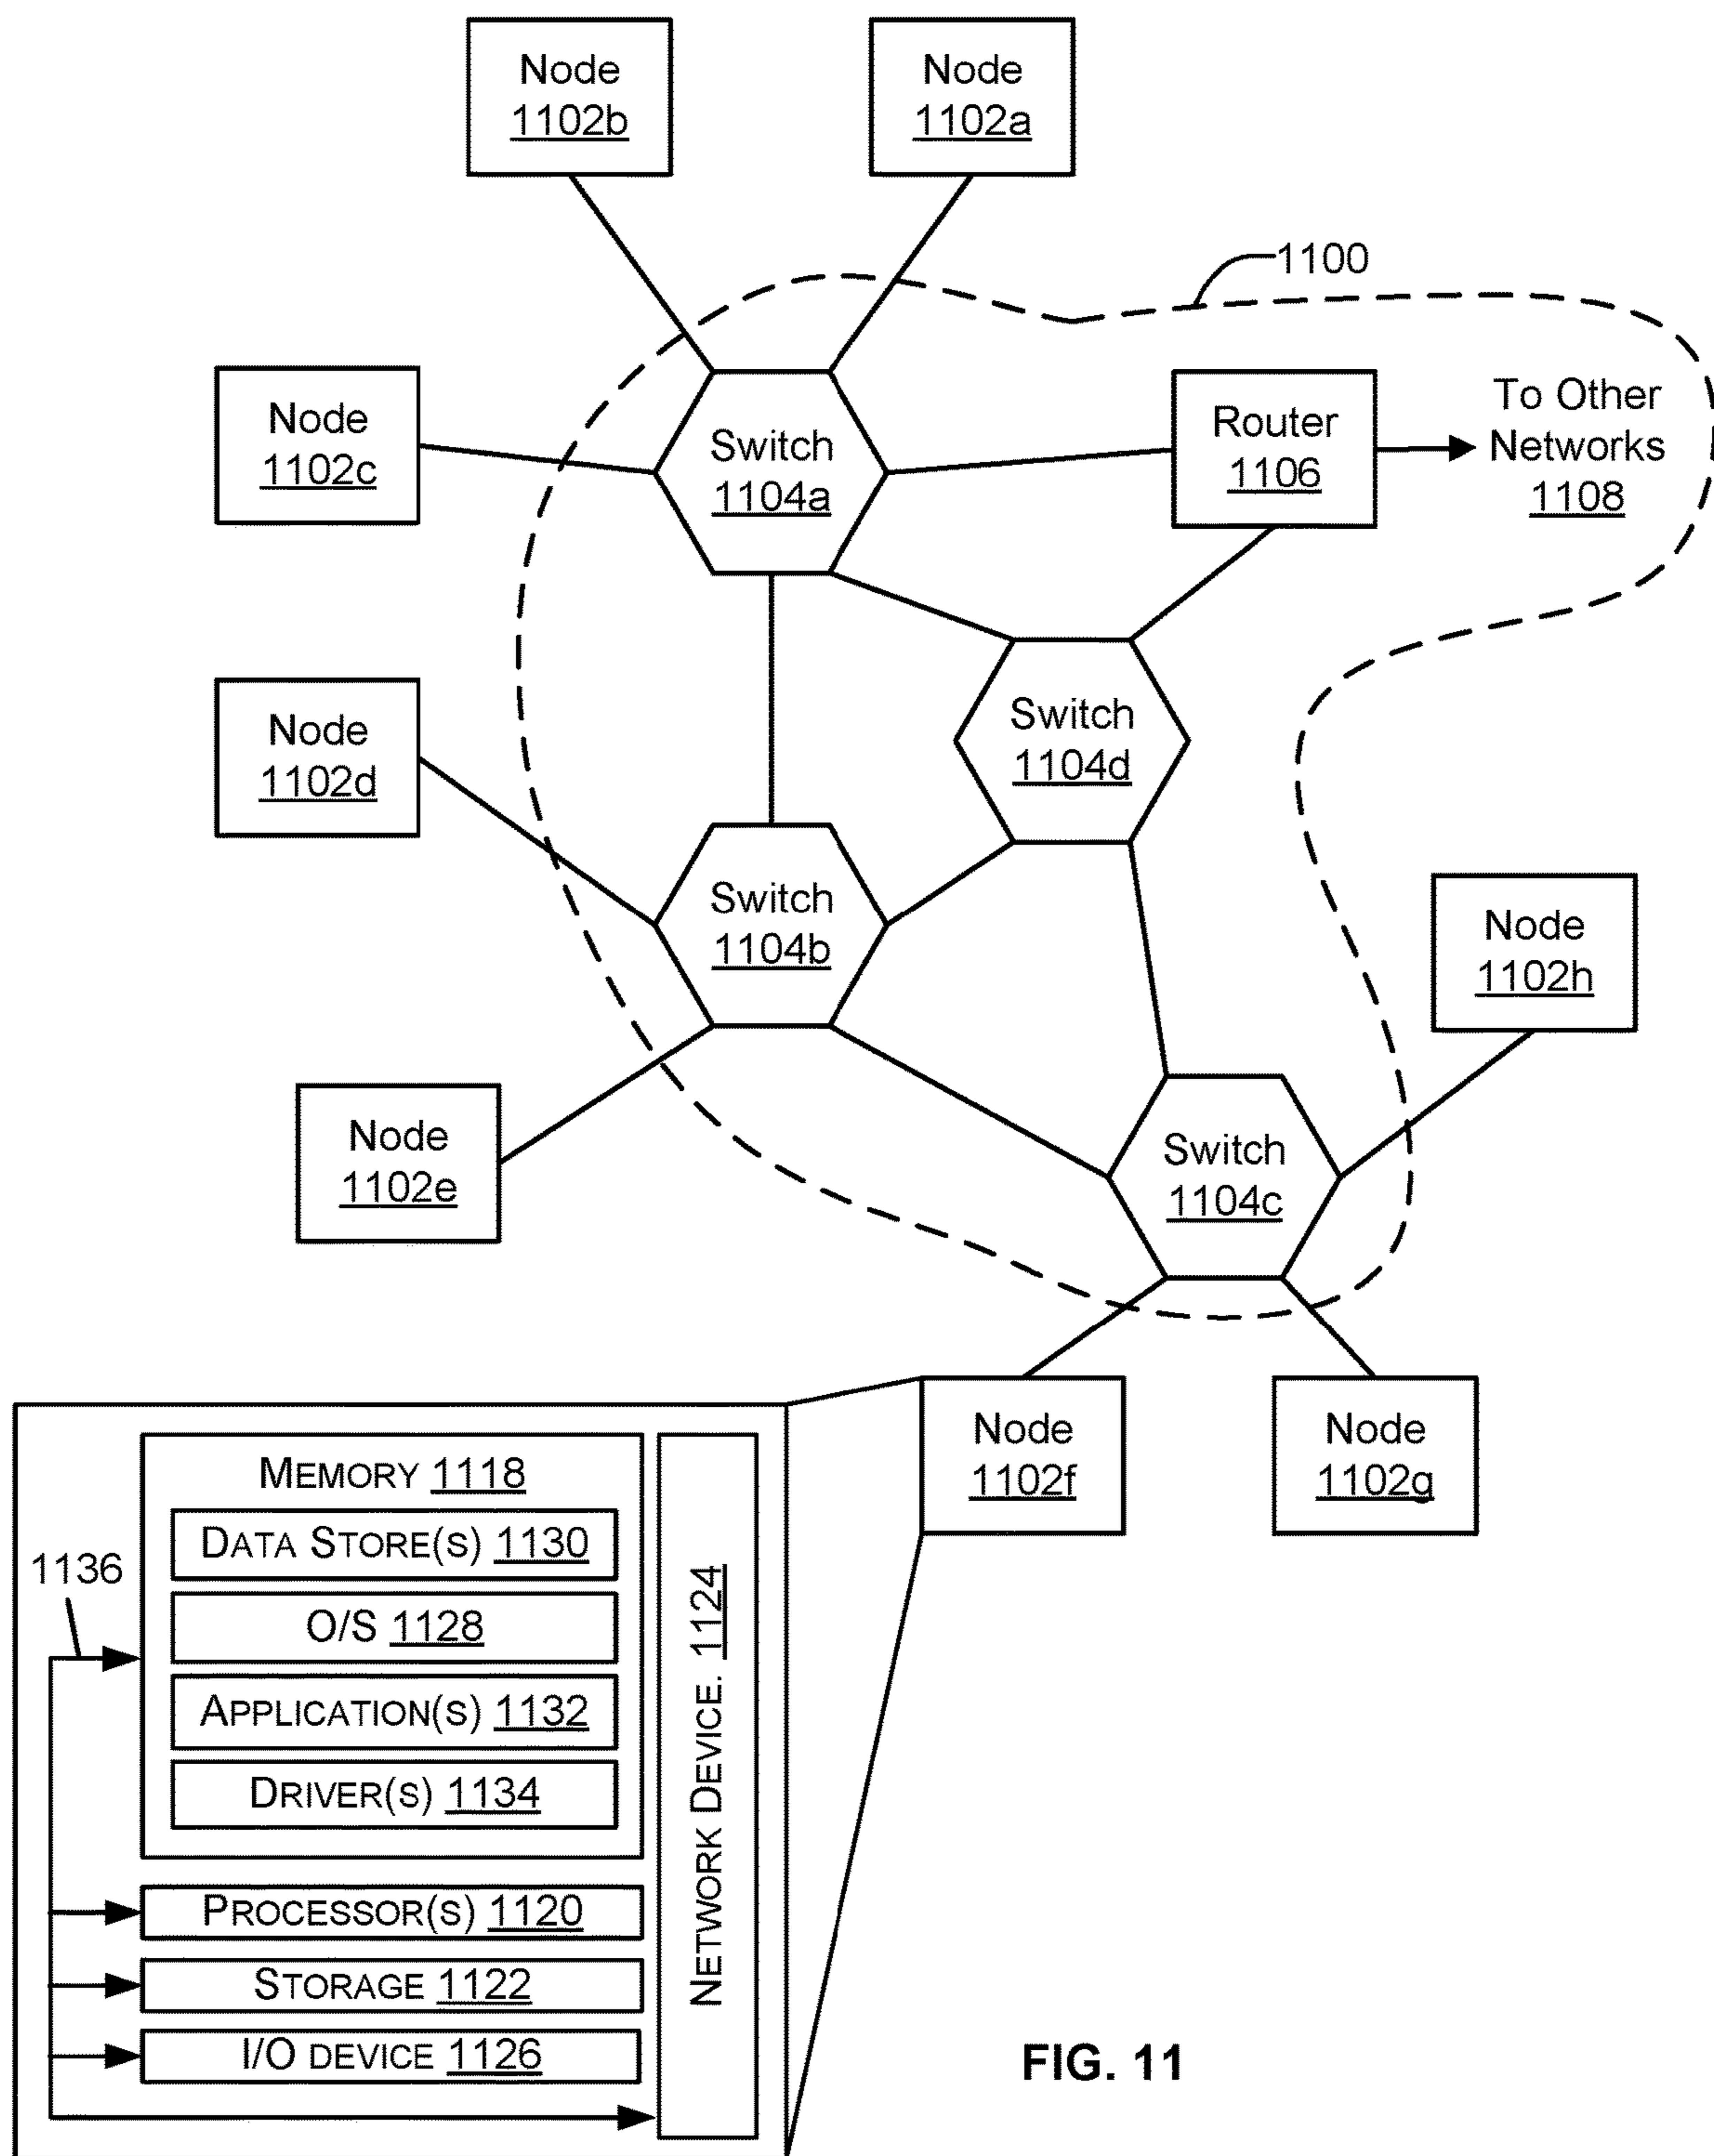 Node
1102b
Node
1102a
1100
Node
1102c
Switch
1104a
Router
1106
To Other
Networks
1108
Node
1102d
Switch
1104d
Switch
1104b
Node
1102h
Node
1102e
Switch
1104c
Node
1102f
Node
1102g
MEMORY 1118
DATA STORE(S) 1130
1136
O/S 1128
APPLICATION(S) 1132
DRIVER(S) 1134
NETWORK DEVICE. 1124
PROCESSOR(S) 1120
STORAGE 1122
I/O DEVICE 1126
FIG. 11